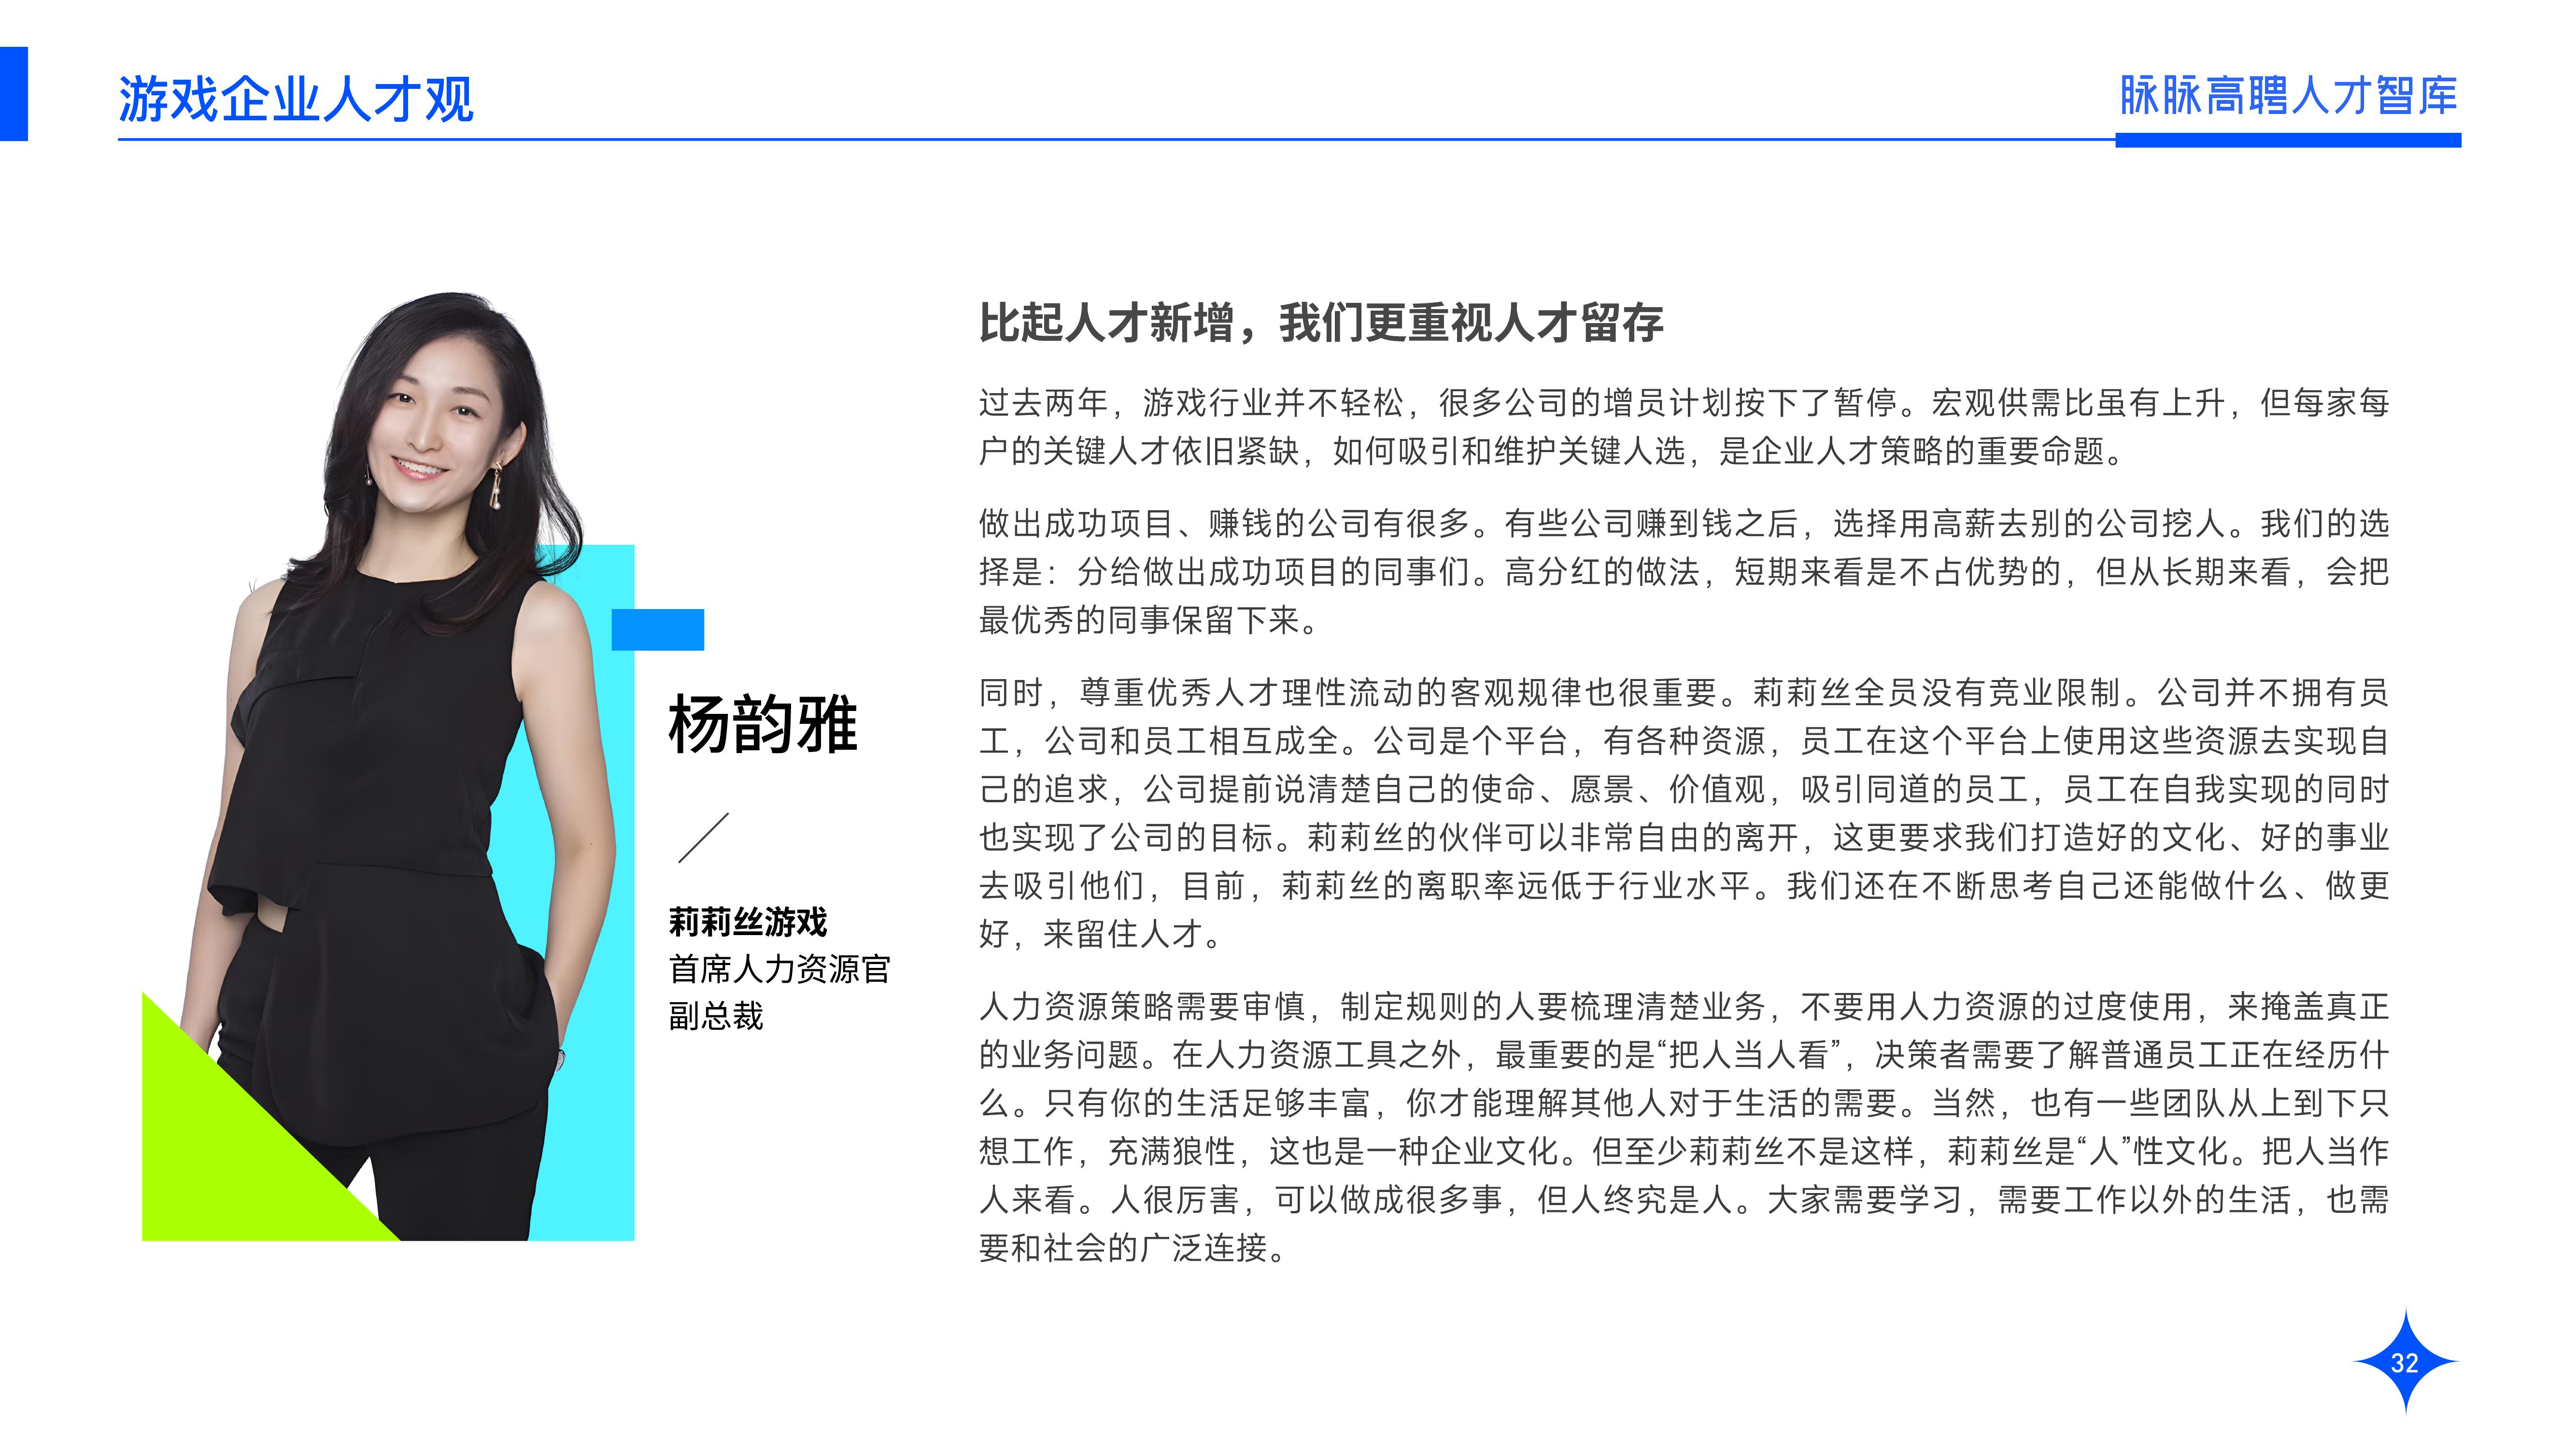 游戏企业人才观
脉脉高聘人才智库
比起人才新增，我们更重视人才留存
过去两年，游戏行业并不轻松，很多公司的增员计划按下了暂停。宏观供需比虽有上升，但每家每
户的关键人才依旧紧缺，如何吸引和维护关键人选，是企业人才策略的重要命题。
做出成功项目、赚钱的公司有很多。有些公司赚到钱之后，选择用高薪去别的公司挖人。我们的选
择是：分给做出成功项目的同事们。高分红的做法，短期来看是不占优势的，但从长期来看，会把
最优秀的同事保留下来。
同时，尊重优秀人才理性流动的客观规律也很重要。莉莉丝全员没有竞业限制。公司并不拥有员
工，公司和员工相互成全。公司是个平台，有各种资源，员工在这个平台上使用这些资源去实现自
己的追求，公司提前说清楚自己的使命、愿景、价值观，吸引同道的员工，员工在自我实现的同时
也实现了公司的目标。莉莉丝的伙伴可以非常自由的离开，这更要求我们打造好的文化、好的事业
去吸引他们，目前，莉莉丝的离职率远低于行业水平。我们还在不断思考自己还能做什么、做更
好，来留住人才。
人力资源策略需要审慎，制定规则的人要梳理清楚业务，不要用人力资源的过度使用，来掩盖真正
的业务问题。在人力资源工具之外，最重要的是“把人当人看”，决策者需要了解普通员工正在经历什
么。只有你的生活足够丰富，你才能理解其他人对于生活的需要。当然，也有一些团队从上到下只
想工作，充满狼性，这也是一种企业文化。但至少莉莉丝不是这样，莉莉丝是“人”性文化。把人当作
人来看。人很厉害，可以做成很多事，但人终究是人。大家需要学习，需要工作以外的生活，也需
要和社会的广泛连接。
杨韵雅
莉莉丝游戏
首席人力资源官
副总裁
32